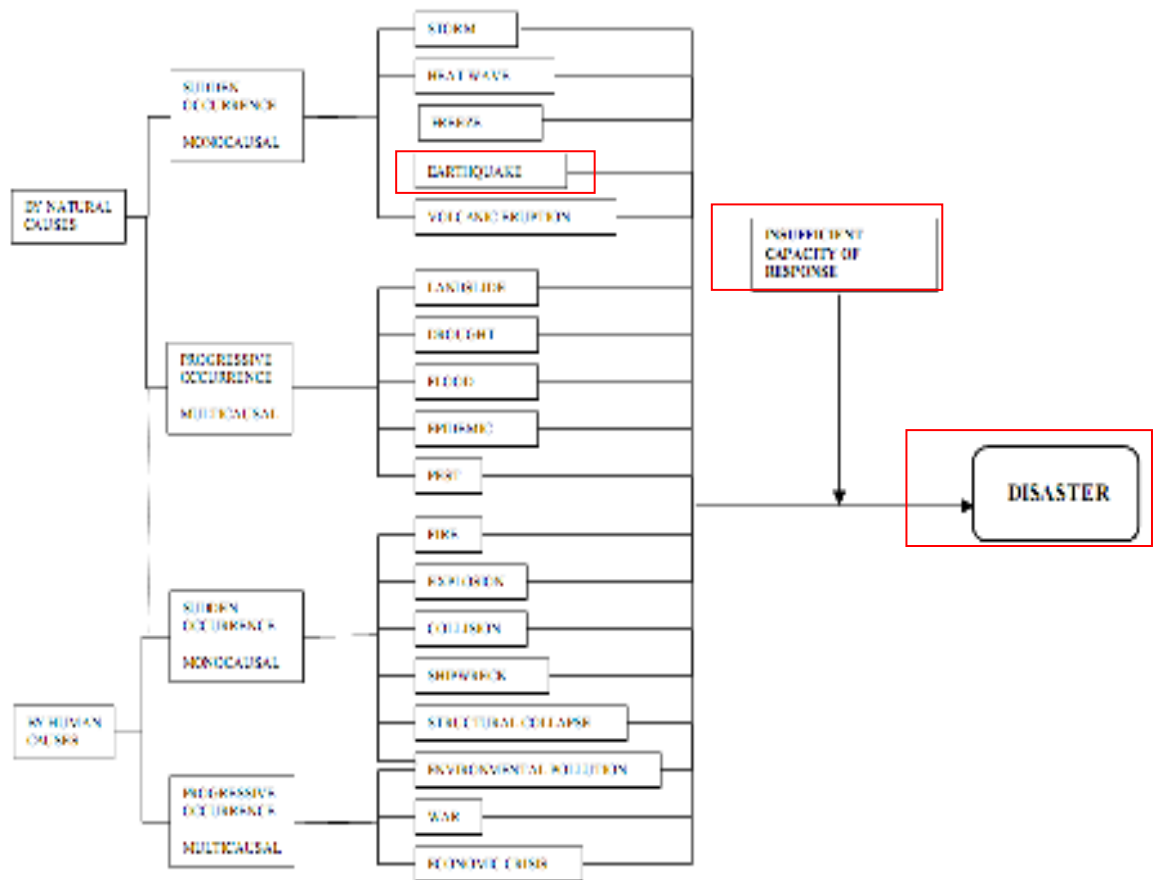 STORM
HEAT WAVE
FREEZE
EARTHQUAKE
VOLCANIC ERUPTION
SUDDEN
OCCURRENCE
MONOCAUSAL
BY NATURAL
CAUSES
INSUFFICIENT
CAPACITY OF
RESPONSE
LANDSLIDE
DROUGHT
FLOOD
EPIDEMIC
PEST
PROGRESSIVE
OCCURRENCE
MULTICAUSAL
DISASTER
FIRE
EXPLOSION
COLLISION
SHIPWRECK
STRUCTURAL COLLAPSE
ENVIRONMENTAL POLLUTION
WAR
ECONOMIC CRISIS
SUDDEN
OCCURRENCE
MONOCAUSAL
BY HUMAN
CAUSES
PROGRESSIVE
OCCURRENCE
MULTICAUSAL